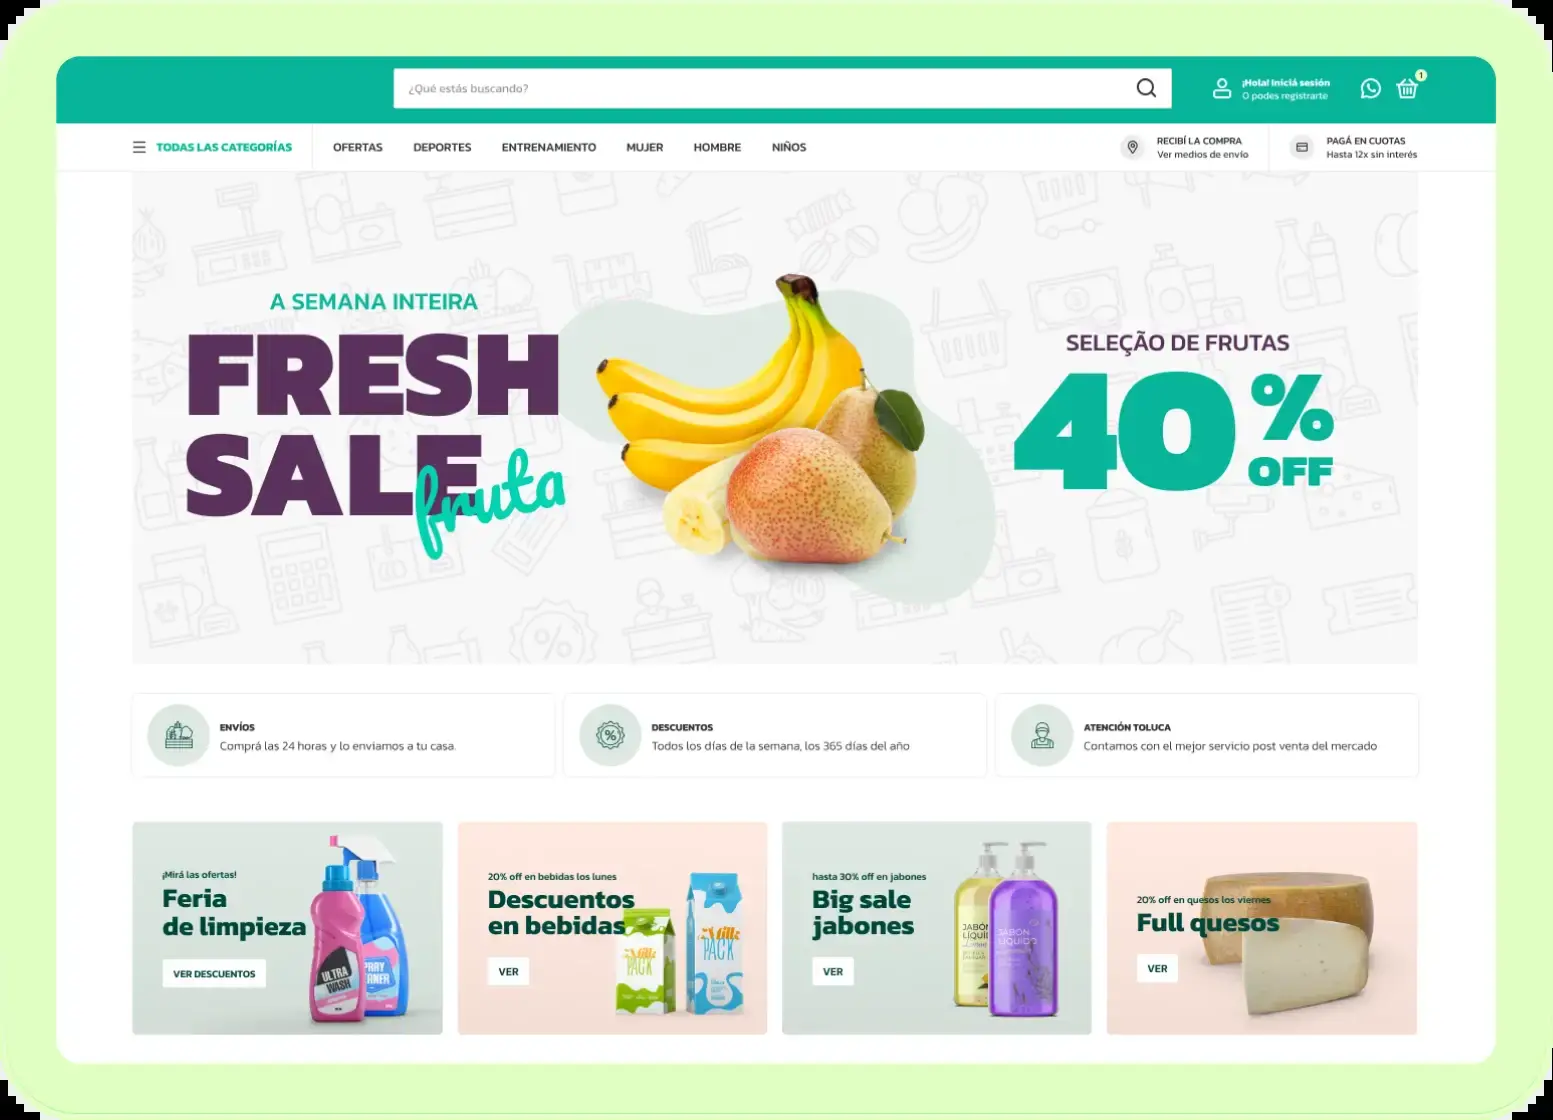 ¿Qué estás buscando?
¡Hola! Iniciá sesión
O podes registrarte
1
TODAS LAS CATEGORÍAS
OFERTAS
DEPORTES
ENTRENAMIENTO
MUJER
HOMBRE
NIÑOS
RECIBÍ LA COMPRA
Ver medios de envío
PAGÁ EN CUOTAS
Hasta 12x sin interés
A SEMANA INTEIRA
FRESH
SALE
fruta
SELEÇÃO DE FRUTAS
40%
OFF
ENVÍOS
Comprá las 24 horas y lo enviamos a tu casa.
DESCUENTOS
Todos los días de la semana, los 365 días del año
ATENCIÓN TOLUCA
Contamos con el mejor servicio post venta del mercado
¡Mirá las ofertas!
Feria
de limpieza
VER DESCUENTOS
ULTRA
WASH
20% off en bebidas los lunes
Descuentos
en bebidas
VER
Milk
PACK
Milk
PACK
hasta 30% off en jabones
Big sale
jabones
VER
JABÓN
LÍQUIDO
20% off en quesos los viernes
Full quesos
VER